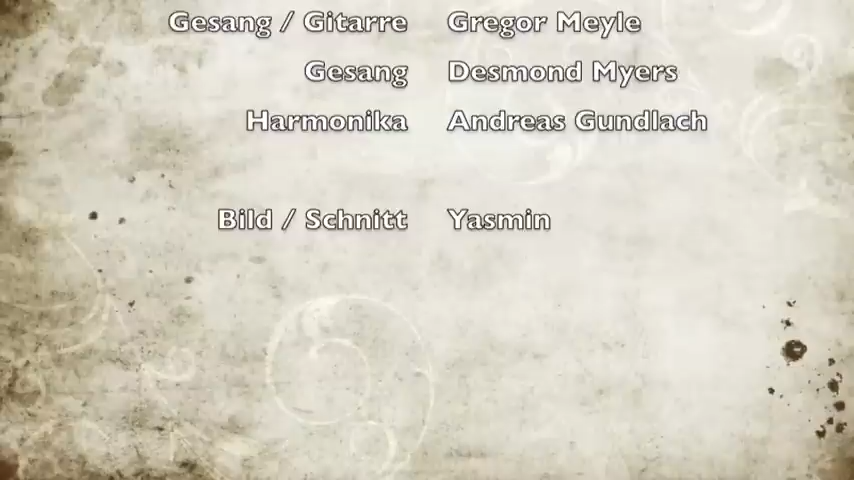 Gesang / Gitarre Gregor Meyle
Gesang Desmond Myers
Harmonika Andreas Gundlach
Bild / Schnitt Yasmin